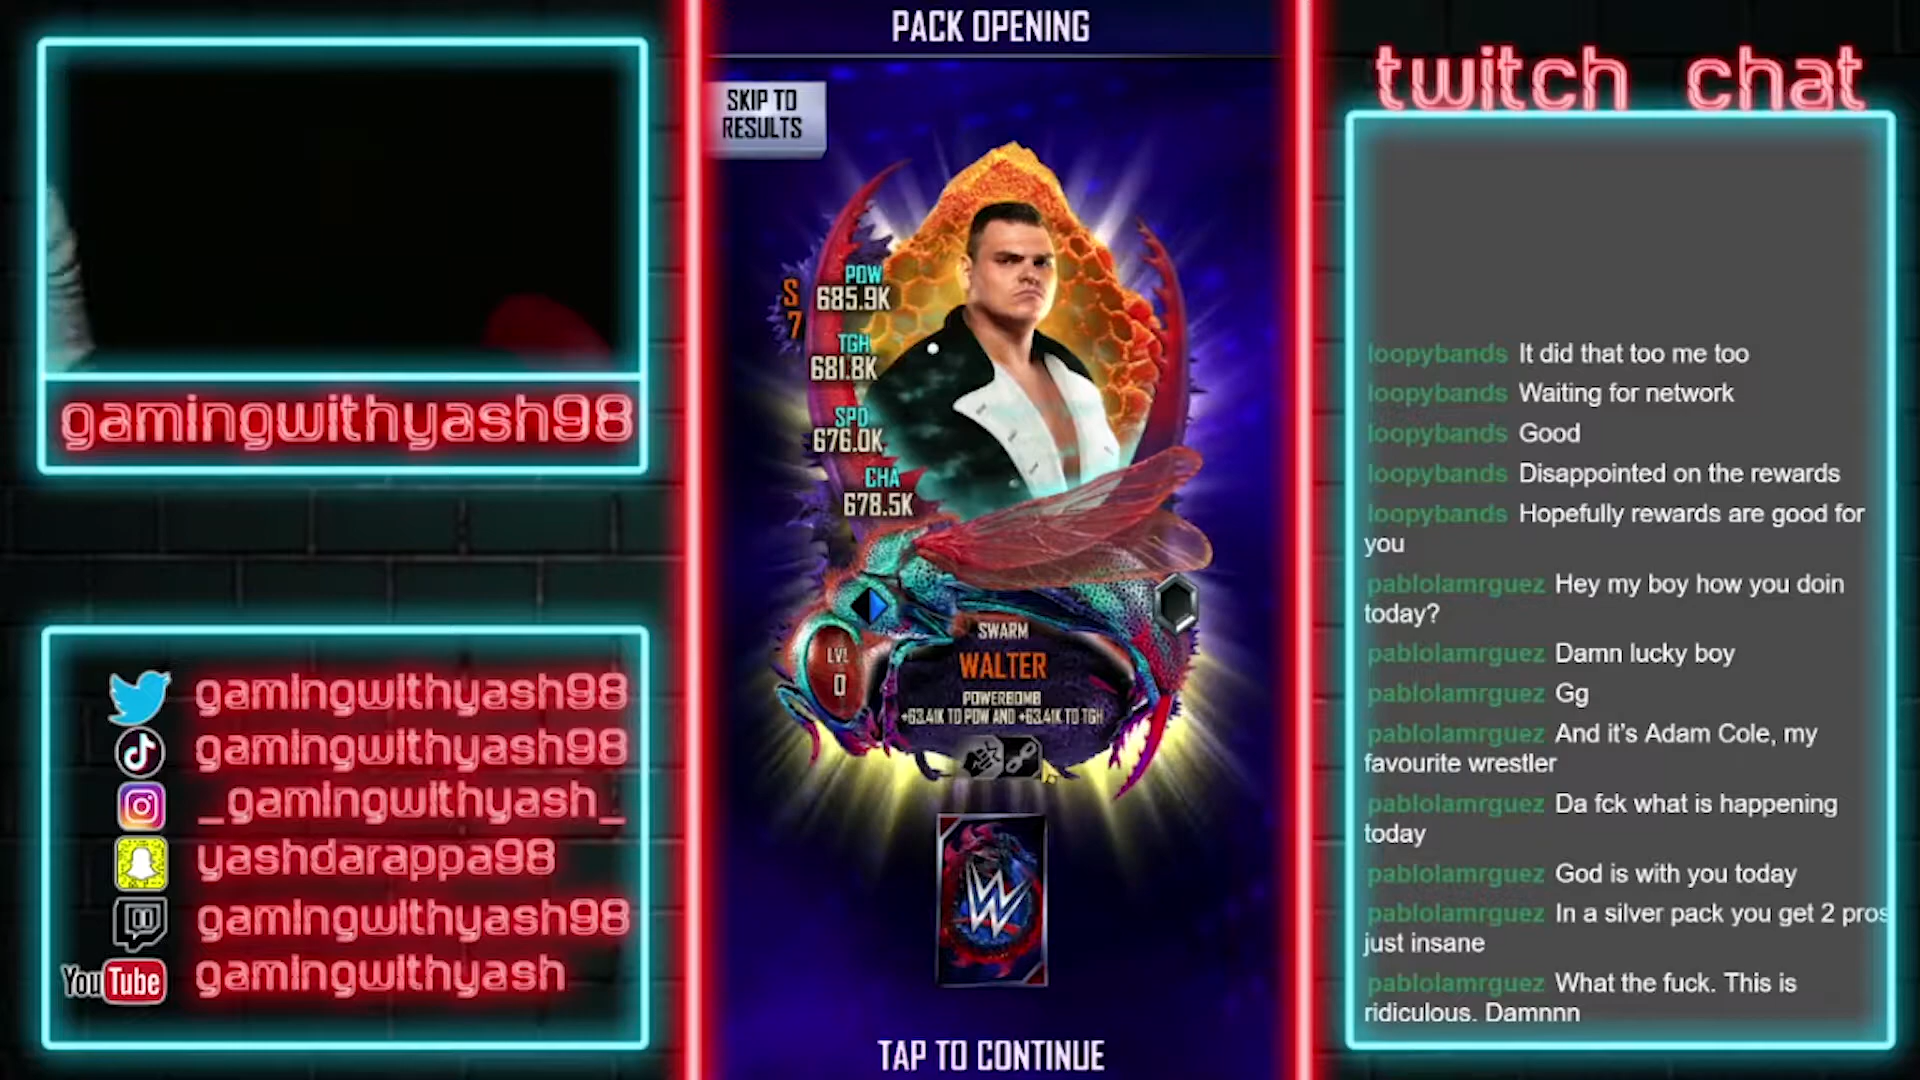 gamingwithyash98
gamingwithyash98
gamingwithyash98
_gamingwithyash_
yashdarappa98
gamingwithyash98
YouTube gamingwithyash
PACK OPENING
SKIP TO
RESULTS
S
7
POW
685.9K
TGH
681.8K
SPD
676.0K
CHA
678.5K
SWARM
WALTER
LVL
0
POWERBOMB
+63.41K TO POW AND +63.41K TO TGH
W
TAP TO CONTINUE
twitch chat
loopybands It did that too me too
loopybands Waiting for network
loopybands Good
loopybands Disappointed on the rewards
loopybands Hopefully rewards are good for
you
pablolamrguez Hey my boy how you doin
today?
pablolamrguez Damn lucky boy
pablolamrguez Gg
pablolamrguez And it's Adam Cole, my
favourite wrestler
pablolamrguez Da fck what is happening
today
pablolamrguez God is with you today
pablolamrguez In a silver pack you get 2 pros
just insane
pablolamrguez What the fuck. This is
ridiculous. Damnnn